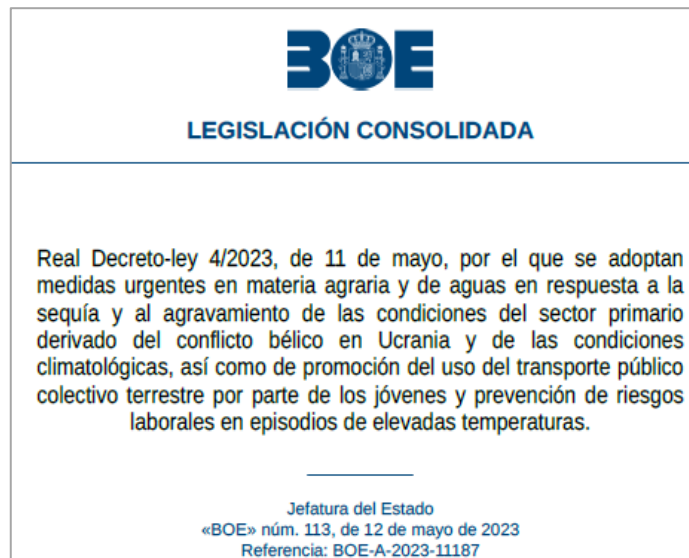 BOE
LEGISLACIÓN CONSOLIDADA
Real Decreto-ley 4/2023, de 11 de mayo, por el que se adoptan
medidas urgentes en materia agraria y de aguas en respuesta a la
sequía y al agravamiento de las condiciones del sector primario
derivado del conflicto bélico en Ucrania y de las condiciones
climatológicas, así como de promoción del uso del transporte público
colectivo terrestre por parte de los jóvenes y prevención de riesgos
laborales en episodios de elevadas temperaturas.
Jefatura del Estado
«BOE» núm. 113, de 12 de mayo de 2023
Referencia: BOE-A-2023-11187